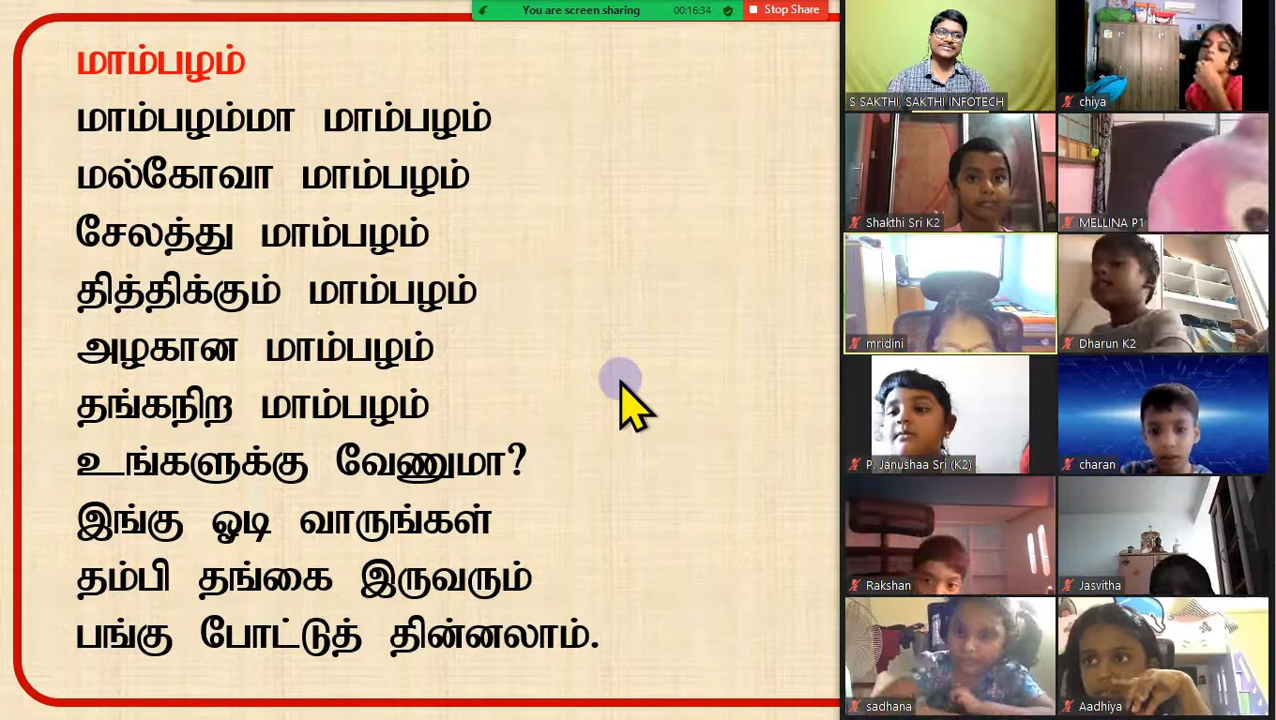 You are screen sharing 00:16:34 Stop Share
மாம்பழம்
மாம்பழம்மா மாம்பழம்
மல்கோவா மாம்பழம்
சேலத்து மாம்பழம்
தித்திக்கும் மாம்பழம்
அழகான மாம்பழம்
தங்கநிற மாம்பழம்
உங்களுக்கு வேணுமா?
இங்கு ஓடி வாருங்கள்
தம்பி தங்கை இருவரும்
பங்கு போட்டுத் தின்னலாம்.
S SAKTHI, SAKTHI INFOTECH
chiya
Shakthi Sri K2
MELLINA P1
mridini
Dharun K2
P. Janushaa Sri (K2)
charan
Rakshan
Jasvitha
sadhana
Aadhiya